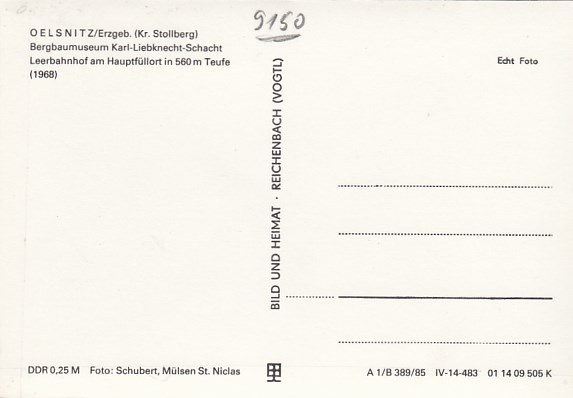 9150
OELSNITZ/Erzgeb. (Kr. Stollberg)
Bergbaumuseum Karl-Liebknecht-Schacht
Leerbahnhof am Hauptfüllort in 560 m Teufe
(1968)
Echt Foto
BILD UND HEIMAT · REICHENBACH (VOGTL)
DDR 0,25 M Foto: Schubert, Mülsen St. Niclas
A 1/B 389/85 IV-14-483 01 14 09 505 K